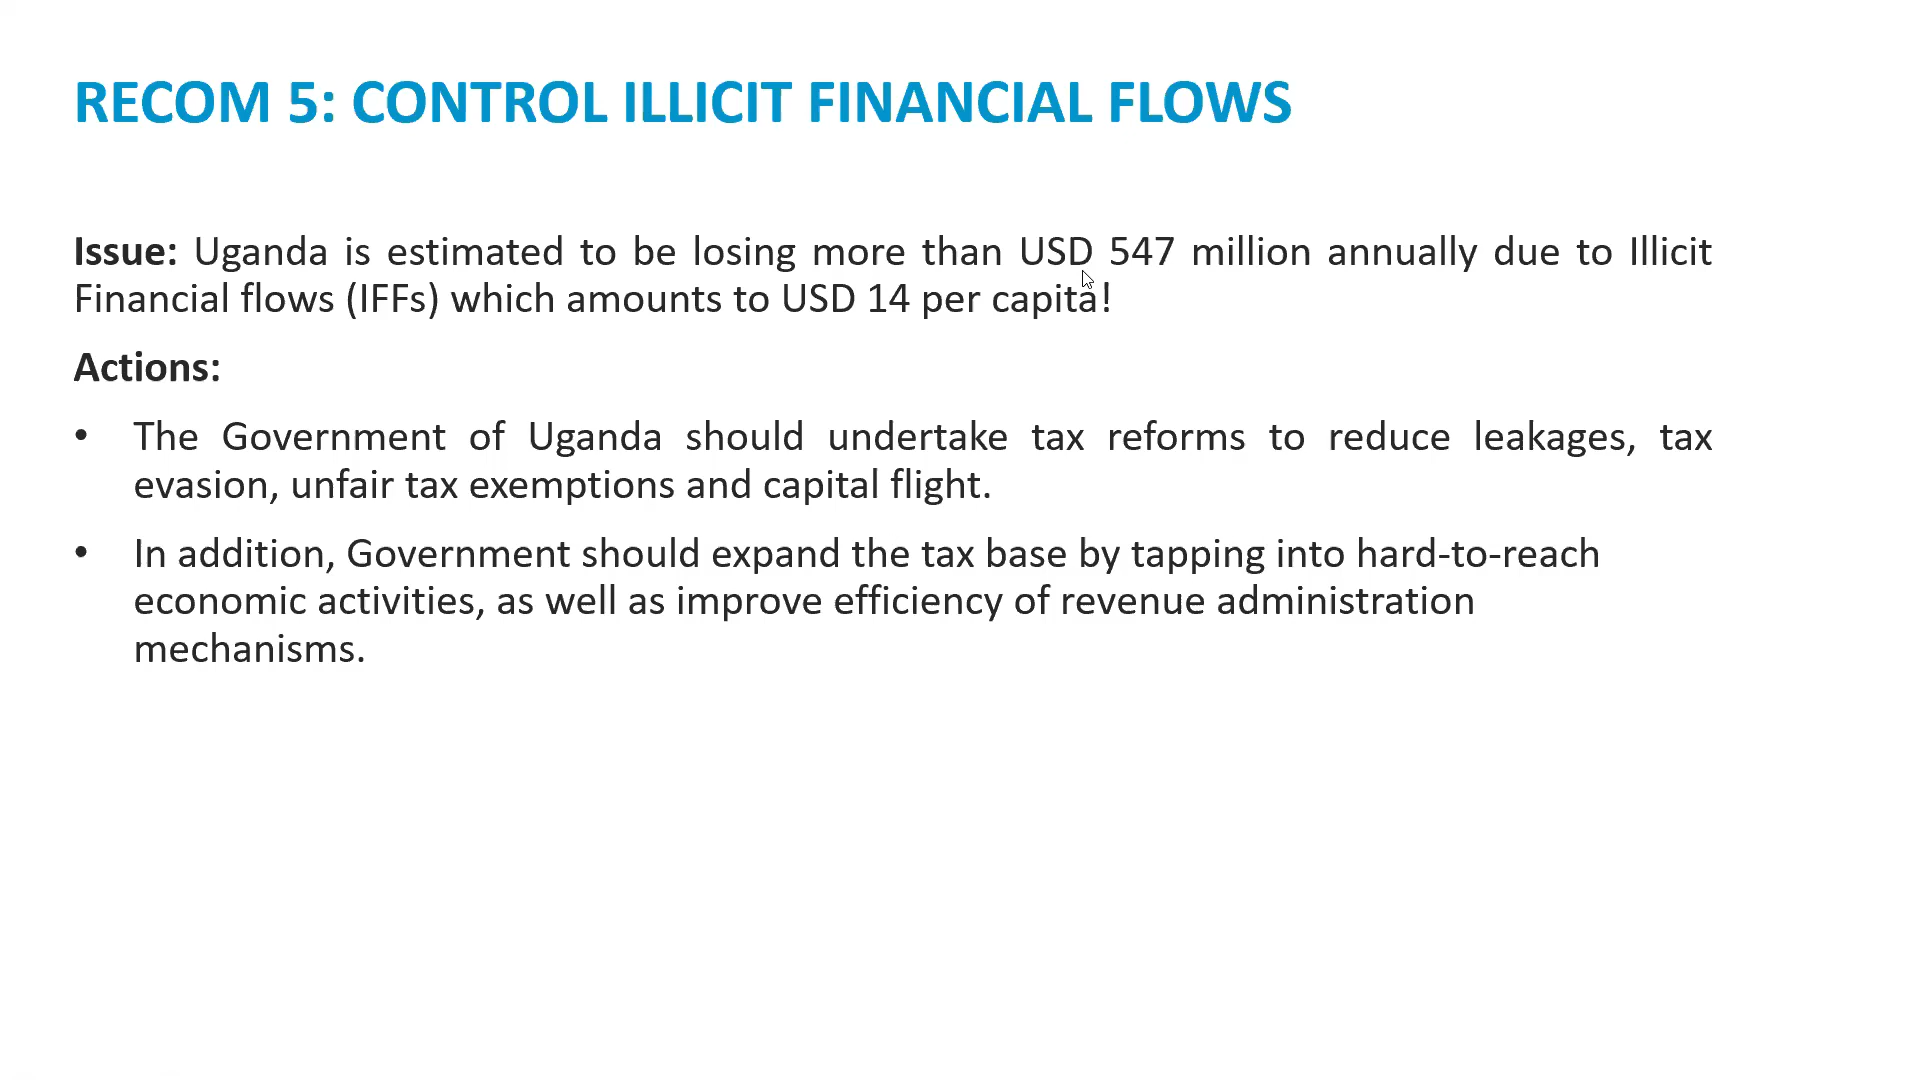 RECOM 5: CONTROL ILLICIT FINANCIAL FLOWS
Issue: Uganda is estimated to be losing more than USD 547 million annually due to Illicit
Financial flows (IFFs) which amounts to USD 14 per capita!
Actions:
• The Government of Uganda should undertake tax reforms to reduce leakages, tax
evasion, unfair tax exemptions and capital flight.
• In addition, Government should expand the tax base by tapping into hard-to-reach
economic activities, as well as improve efficiency of revenue administration
mechanisms.